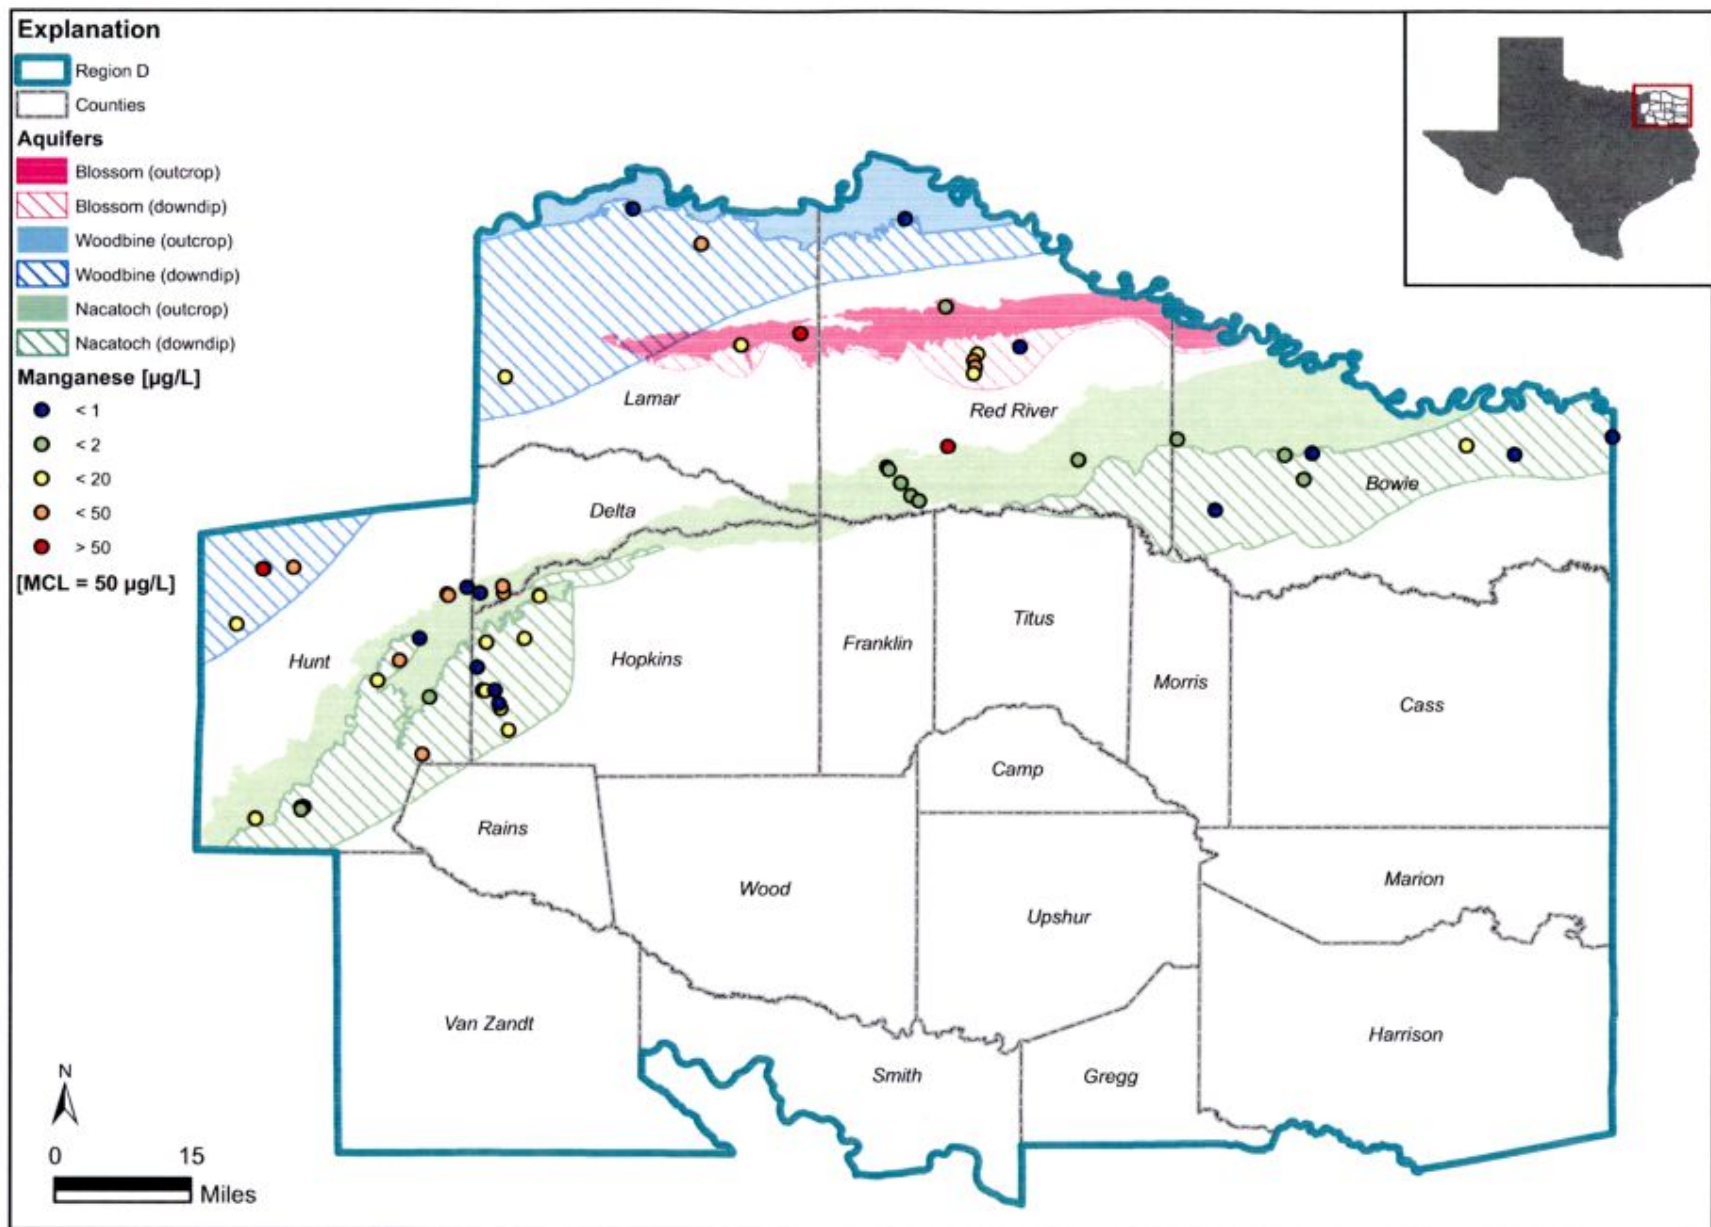 Explanation
Region D
Counties
Aquifers
Blossom (outcrop)
Blossom (downdip)
Woodbine (outcrop)
Woodbine (downdip)
Nacatoch (outcrop)
Nacatoch (downdip)
Manganese [µg/L]
< 1
< 2
< 20
< 50
> 50
[MCL = 50 µg/L]
Lamar
Red River
Bowie
Delta
Hunt
Hopkins
Franklin
Titus
Morris
Cass
Camp
Rains
Wood
Upshur
Marion
Van Zandt
Smith
Gregg
Harrison
N
0 15
Miles